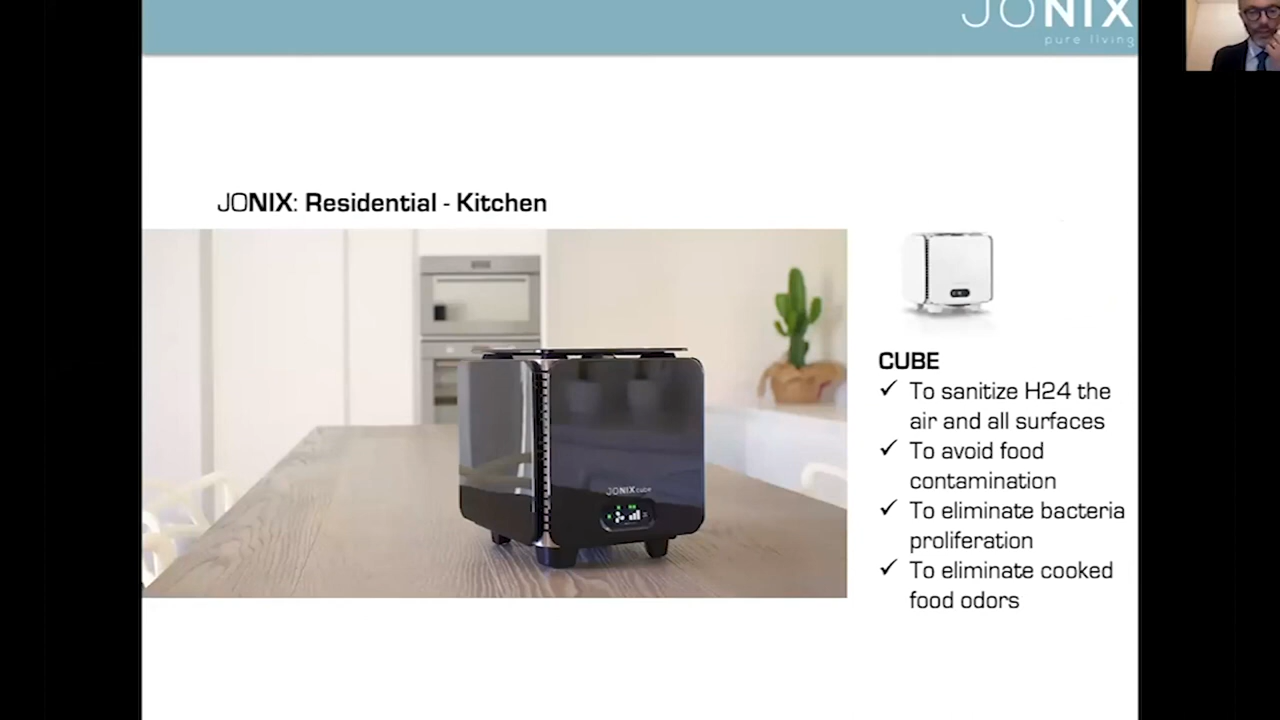 JONIX
pure living
JONIX: Residential - Kitchen
JONIX cube
CUBE
✓ To sanitize H24 the
air and all surfaces
✓ To avoid food
contamination
✓ To eliminate bacteria
proliferation
✓ To eliminate cooked
food odors